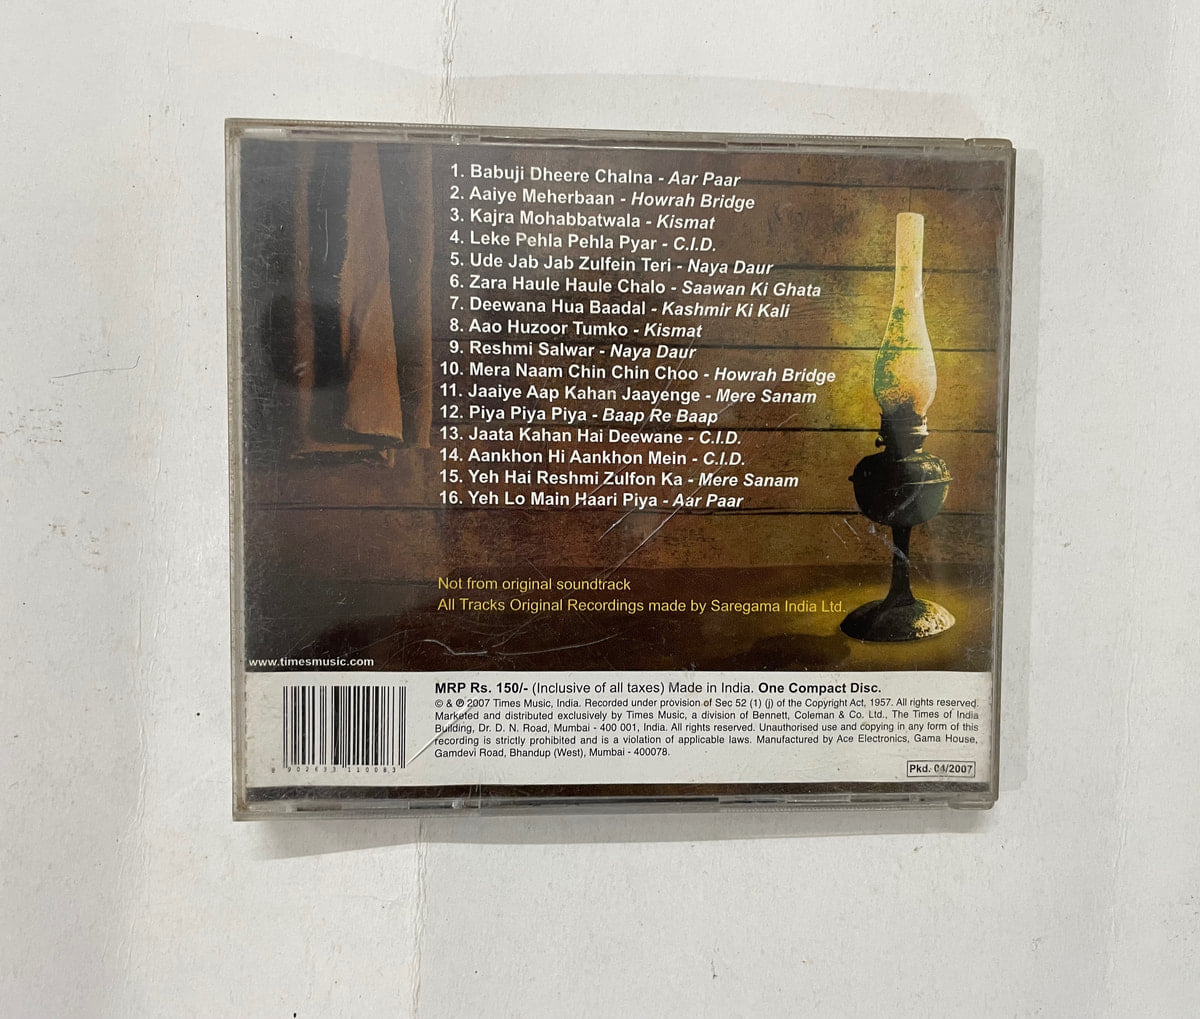 1. Babuji Dheere Chalna - Aar Paar
2. Aaiye Meherbaan - Howrah Bridge
3. Kajra Mohabbatwala - Kismat
4. Leke Pehla Pehla Pyar - C.I.D.
5. Ude Jab Jab Zulfein Teri - Naya Daur
6. Zara Haule Haule Chalo - Saawan Ki Ghata
7. Deewana Hua Baadal - Kashmir Ki Kali
8. Aao Huzoor Tumko - Kismat
9. Reshmi Salwar - Naya Daur
10. Mera Naam Chin Chin Choo - Howrah Bridge
11. Jaaiye Aap Kahan Jaayenge - Mere Sanam
12. Piya Piya Piya - Baap Re Baap
13. Jaata Kahan Hai Deewane - C.I.D.
14. Aankhon Hi Aankhon Mein - C.I.D.
15. Yeh Hai Reshmi Zulfon Ka - Mere Sanam
16. Yeh Lo Main Haari Piya - Aar Paar
Not from original soundtrack
All Tracks Original Recordings made by Saregama India Ltd.
www.timesmusic.com
MRP Rs. 150/- (Inclusive of all taxes) Made in India. One Compact Disc.
© & ℗ 2007 Times Music, India. Recorded under provision of Sec 52 (1) (j) of the Copyright Act, 1957. All rights reserved.
Marketed and distributed exclusively by Times Music, a division of Bennett, Coleman & Co. Ltd., The Times of India
Building, Dr. D. N. Road, Mumbai - 400 001, India. All rights reserved. Unauthorised use and copying in any form of this
recording is strictly prohibited and is a violation of applicable laws. Manufactured by Ace Electronics, Gama House,
Gamdevi Road, Bhandup (West), Mumbai - 400078.
8 902633 110083
Pkd. 04/2007